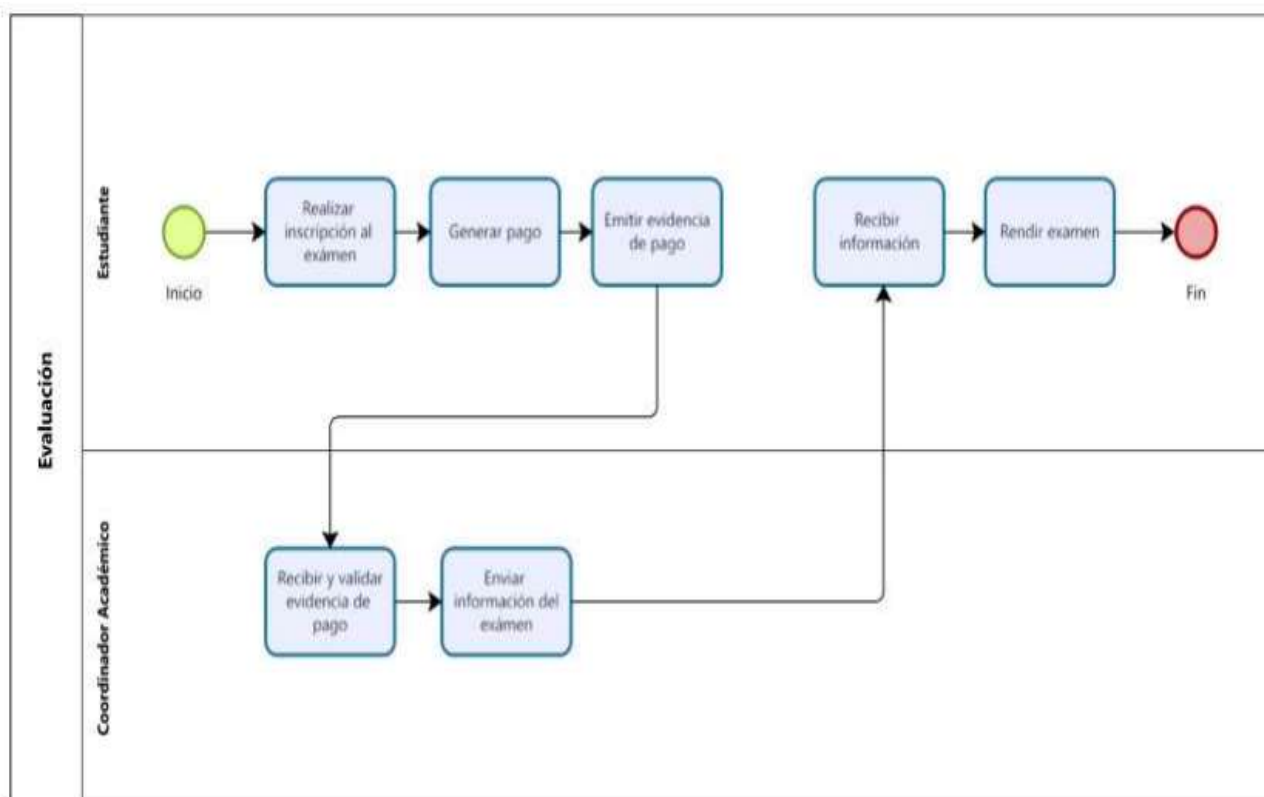 Evaluación
Estudiante
Inicio
Realizar
inscripción al
exámen
Generar pago
Emitir evidencia
de pago
Recibir
información
Rendir examen
Fin
Coordinador Académico
Recibir y validar
evidencia de
pago
Enviar
información del
exámen